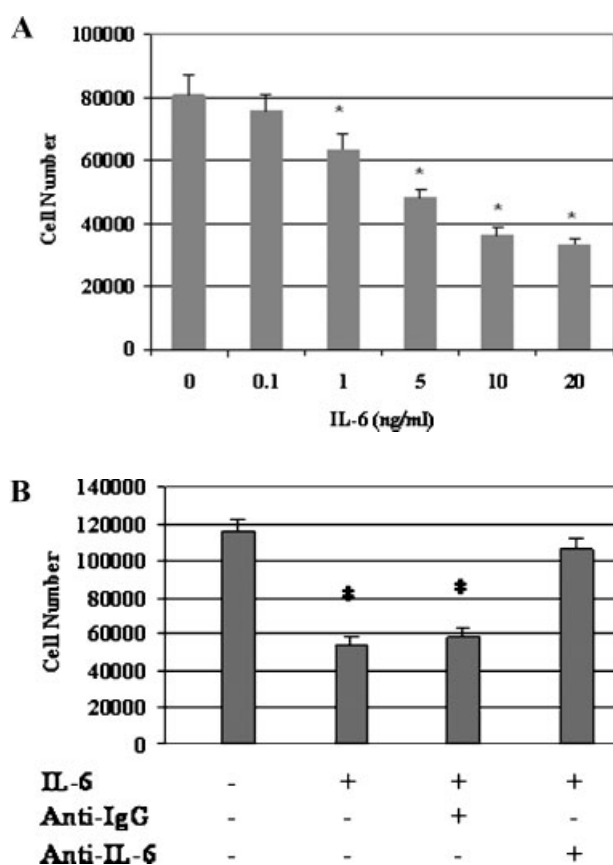 A
100000
80000
60000
40000
20000
0
Cell Number
* * * *
0 0.1 1 5 10 20
IL-6 (ng/ml)
B
140000
120000
100000
80000
60000
40000
20000
0
Cell Number
‡ ‡
IL-6 - + + +
Anti-IgG - - + -
Anti-IL-6 - - - +